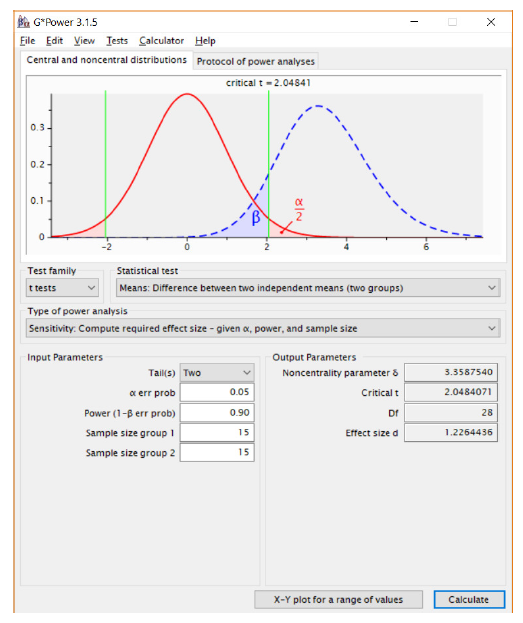 G*Power 3.1.5
File Edit View Tests Calculator Help
Central and noncentral distributions Protocol of power analyses
critical t = 2.04841
0.3
0.2
0.1
0
β
α
2
-2 0 2 4 6
Test family Statistical test
t tests Means: Difference between two independent means (two groups)
Type of power analysis
Sensitivity: Compute required effect size - given α, power, and sample size
Input Parameters Output Parameters
Tail(s) Two Noncentrality parameter δ 3.3587540
α err prob 0.05 Critical t 2.0484071
Power (1-β err prob) 0.90 Df 28
Sample size group 1 15 Effect size d 1.2264436
Sample size group 2 15
X-Y plot for a range of values Calculate